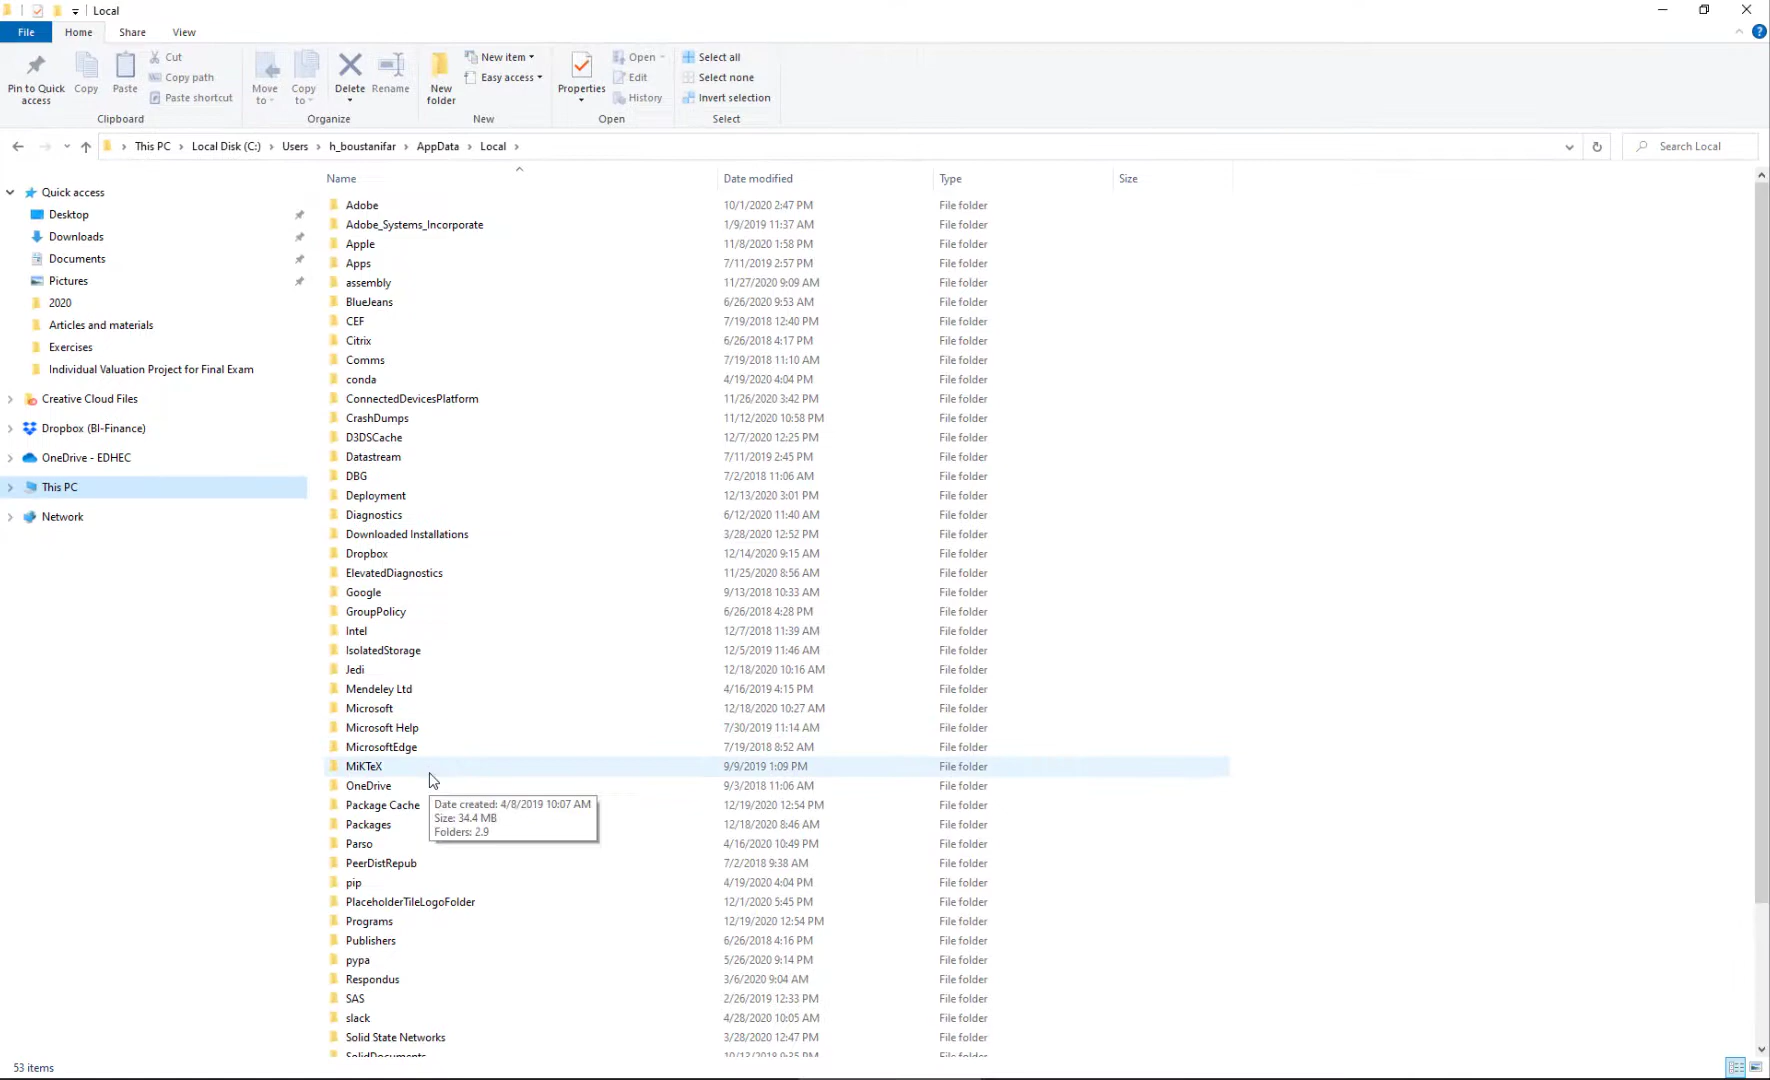 Local
File Home Share View
Pin to Quick access
Copy
Paste
Cut
Copy path
Paste shortcut
Clipboard
Move to
Copy to
Delete
Rename
Organize
New folder
New item
Easy access
New
Properties
Open
Edit
History
Open
Select all
Select none
Invert selection
Select
This PC > Local Disk (C:) > Users > h_boustanifar > AppData > Local >
Search Local
Quick access
Desktop
Downloads
Documents
Pictures
2020
Articles and materials
Exercises
Individual Valuation Project for Final Exam
Creative Cloud Files
Dropbox (BI-Finance)
OneDrive - EDHEC
This PC
Network
Name Date modified Type Size
Adobe 10/1/2020 2:47 PM File folder
Adobe_Systems_Incorporate 1/9/2019 11:37 AM File folder
Apple 11/8/2020 1:58 PM File folder
Apps 7/11/2019 2:57 PM File folder
assembly 11/27/2020 9:09 AM File folder
BlueJeans 6/26/2020 9:53 AM File folder
CEF 7/19/2018 12:40 PM File folder
Citrix 6/26/2018 4:17 PM File folder
Comms 7/19/2018 11:10 AM File folder
conda 4/19/2020 4:04 PM File folder
ConnectedDevicesPlatform 11/26/2020 3:42 PM File folder
CrashDumps 11/12/2020 10:58 PM File folder
D3DSCache 12/7/2020 12:25 PM File folder
Datastream 7/11/2019 2:45 PM File folder
DBG 7/2/2018 11:06 AM File folder
Deployment 12/13/2020 3:01 PM File folder
Diagnostics 6/12/2020 11:40 AM File folder
Downloaded Installations 3/28/2020 12:52 PM File folder
Dropbox 12/14/2020 9:15 AM File folder
ElevatedDiagnostics 11/25/2020 8:56 AM File folder
Google 9/13/2018 10:33 AM File folder
GroupPolicy 6/26/2018 4:28 PM File folder
Intel 12/7/2018 11:39 AM File folder
IsolatedStorage 12/5/2019 11:46 AM File folder
Jedi 12/18/2020 10:16 AM File folder
Mendeley Ltd 4/16/2019 4:15 PM File folder
Microsoft 12/18/2020 10:27 AM File folder
Microsoft Help 7/30/2019 11:14 AM File folder
MicrosoftEdge 7/19/2018 8:52 AM File folder
MiKTeX 9/9/2019 1:09 PM File folder
OneDrive 9/3/2018 11:06 AM File folder
Package Cache 12/19/2020 12:54 PM File folder
Packages 12/18/2020 8:46 AM File folder
Parso 4/16/2020 10:49 PM File folder
PeerDistRepub 7/2/2018 9:38 AM File folder
pip 4/19/2020 4:04 PM File folder
PlaceholderTileLogoFolder 12/1/2020 5:45 PM File folder
Programs 12/19/2020 12:54 PM File folder
Publishers 6/26/2018 4:16 PM File folder
pypa 5/26/2020 9:14 PM File folder
Respondus 3/6/2020 9:04 AM File folder
SAS 2/26/2019 12:33 PM File folder
slack 4/28/2020 10:05 AM File folder
Solid State Networks 3/28/2020 12:47 PM File folder
SolidDocuments 10/13/2018 9:35 PM File folder
Date created: 4/8/2019 10:07 AM
Size: 34.4 MB
Folders: 2.9
53 items